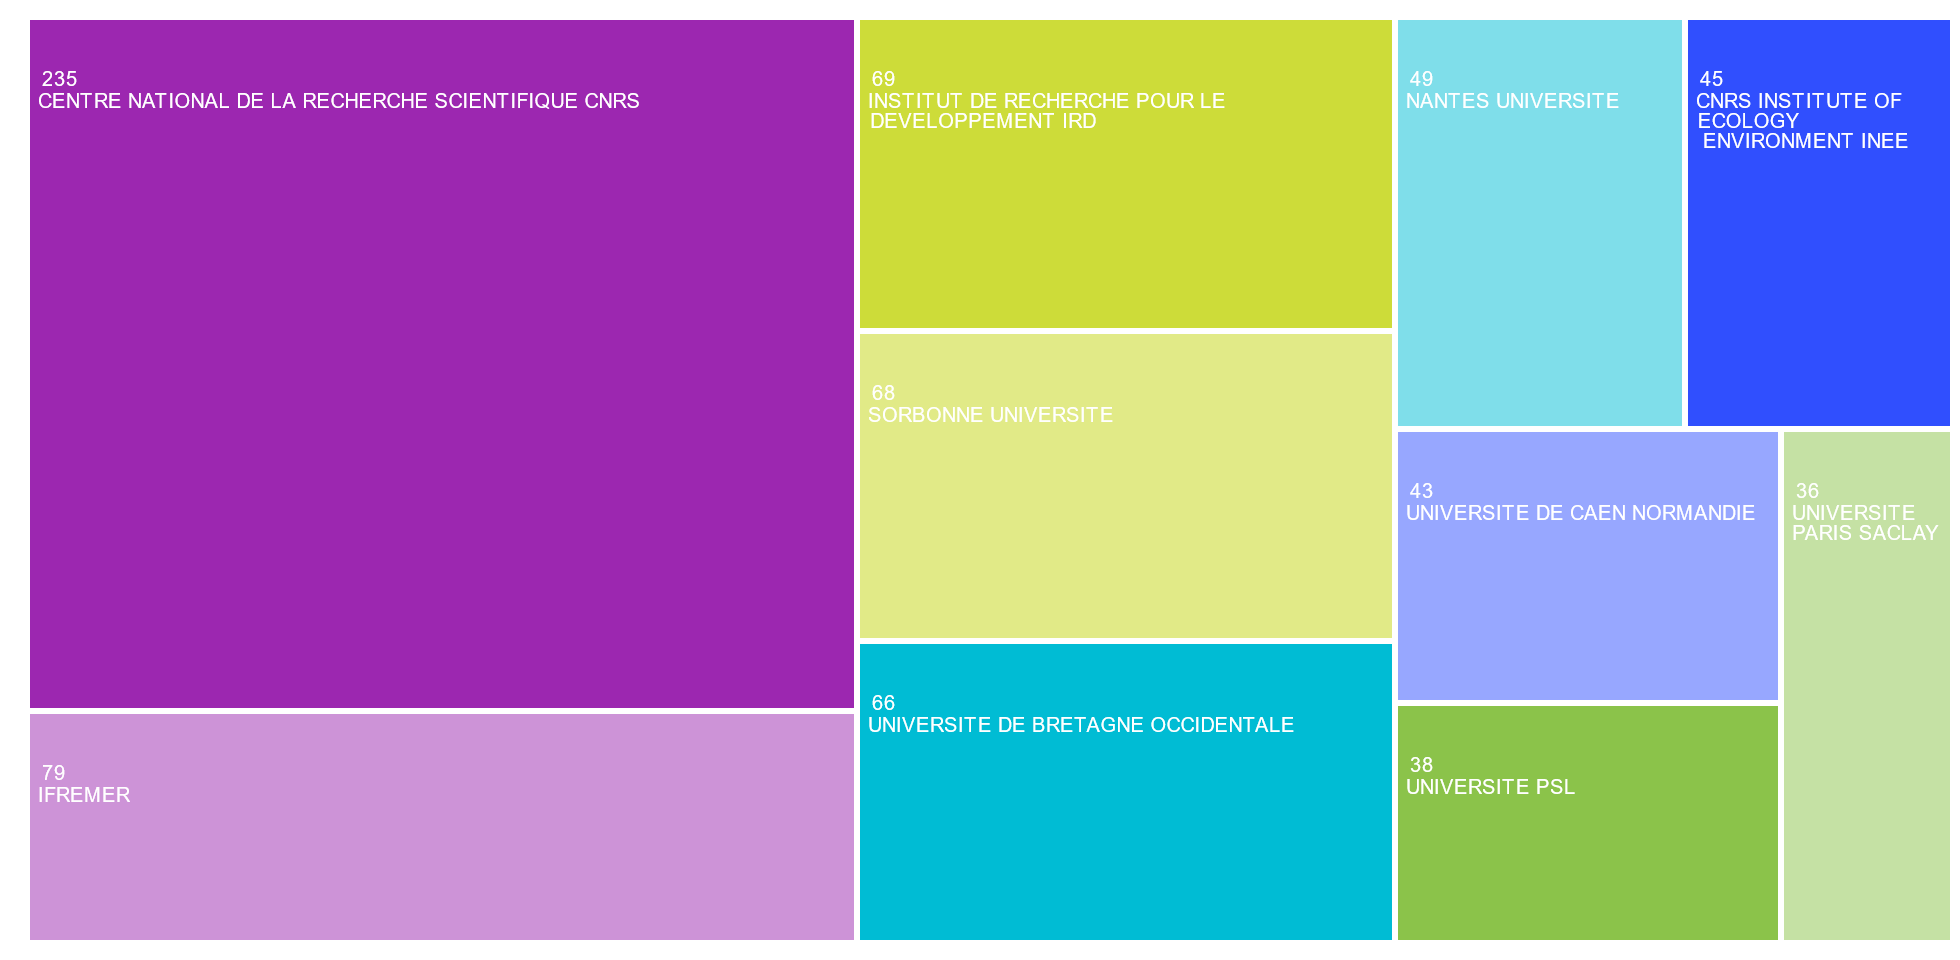 235
CENTRE NATIONAL DE LA RECHERCHE SCIENTIFIQUE CNRS
79
IFREMER
69
INSTITUT DE RECHERCHE POUR LE
DEVELOPPEMENT IRD
68
SORBONNE UNIVERSITE
66
UNIVERSITE DE BRETAGNE OCCIDENTALE
49
NANTES UNIVERSITE
45
CNRS INSTITUTE OF
ECOLOGY
ENVIRONMENT INEE
43
UNIVERSITE DE CAEN NORMANDIE
38
UNIVERSITE PSL
36
UNIVERSITE
PARIS SACLAY